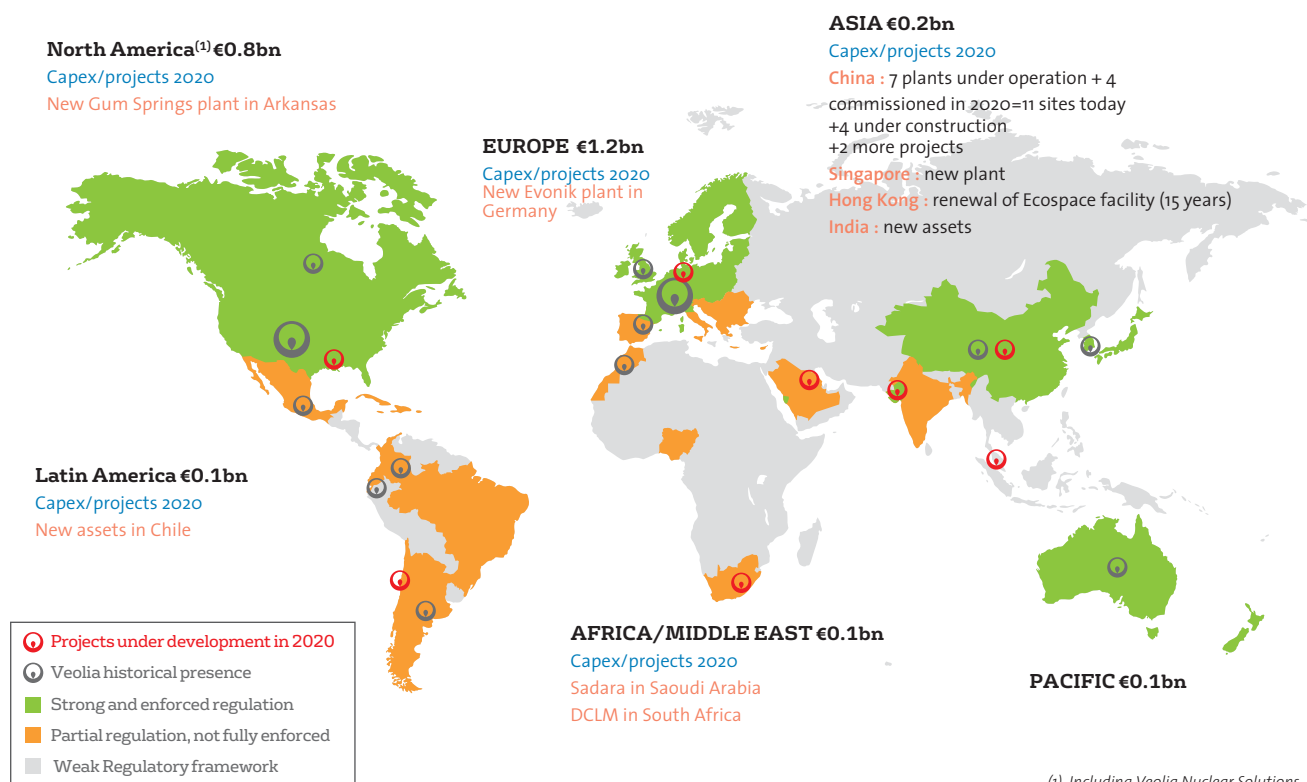 North America(1) €0.8bn
Capex/projects 2020
New Gum Springs plant in Arkansas
EUROPE €1.2bn
Capex/projects 2020
New Evonik plant in
Germany
ASIA €0.2bn
Capex/projects 2020
China : 7 plants under operation + 4
commissioned in 2020=11 sites today
+4 under construction
+2 more projects
Singapore : new plant
Hong Kong : renewal of Ecospace facility (15 years)
India : new assets
Latin America €0.1bn
Capex/projects 2020
New assets in Chile
AFRICA/MIDDLE EAST €0.1bn
Capex/projects 2020
Sadara in Saoudi Arabia
DCLM in South Africa
PACIFIC €0.1bn
Projects under development in 2020
Veolia historical presence
Strong and enforced regulation
Partial regulation, not fully enforced
Weak Regulatory framework
(1) Including Veolia Nuclear Solutions